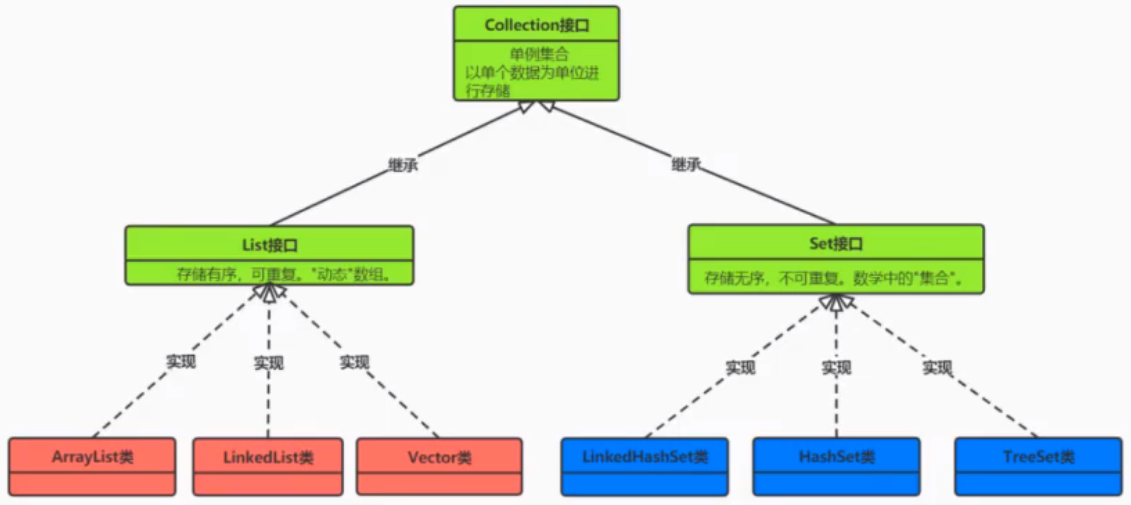 Collection接口
单例集合
以单个数据为单位进
行存储
继承
继承
List接口
存储有序，可重复。"动态"数组。
Set接口
存储无序，不可重复。数学中的"集合"。
实现
实现
实现
实现
实现
实现
ArrayList类
LinkedList类
Vector类
LinkedHashSet类
HashSet类
TreeSet类